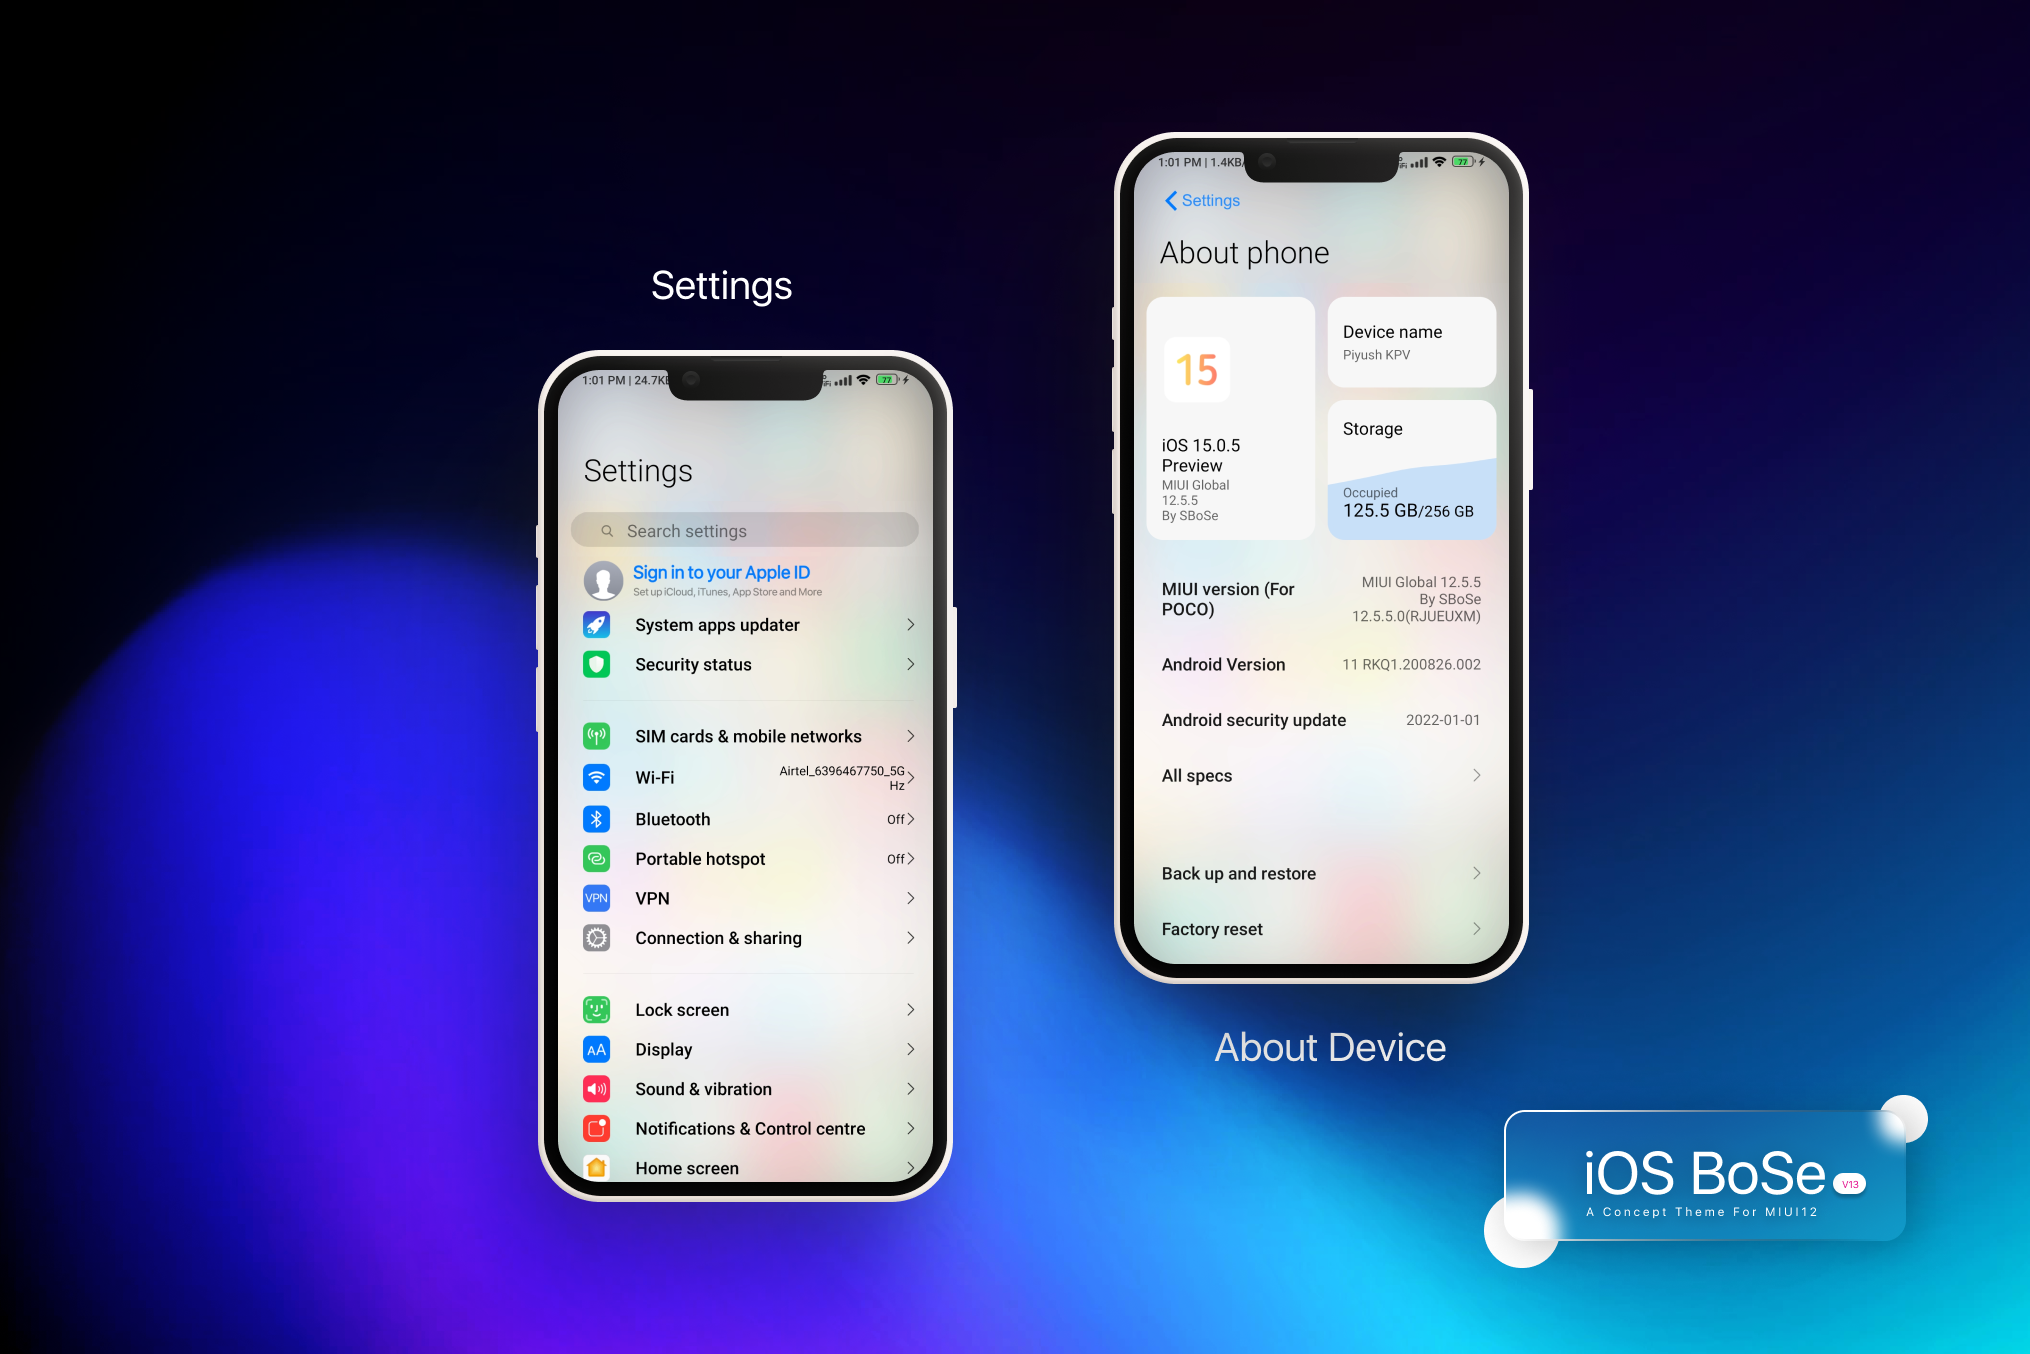 Settings
1:01 PM | 24.7KB
77
Settings
Search settings
Sign in to your Apple ID
Set up iCloud, iTunes, App Store and More
System apps updater
Security status
SIM cards & mobile networks
Wi-Fi
Airtel_6396467750_5G
Hz
Bluetooth
Off
Portable hotspot
Off
VPN
VPN
Connection & sharing
Lock screen
AA
Display
Sound & vibration
Notifications & Control centre
Home screen
1:01 PM | 1.4KB/
77
Settings
About phone
15
iOS 15.0.5
Preview
MIUI Global
12.5.5
By SBoSe
Device name
Piyush KPV
Storage
Occupied
125.5 GB/256 GB
MIUI version (For
POCO)
MIUI Global 12.5.5
By SBoSe
12.5.5.0(RJUEUXM)
Android Version
11 RKQ1.200826.002
Android security update
2022-01-01
All specs
Back up and restore
Factory reset
About Device
iOS BoSe
V13
A Concept Theme For MIUI12